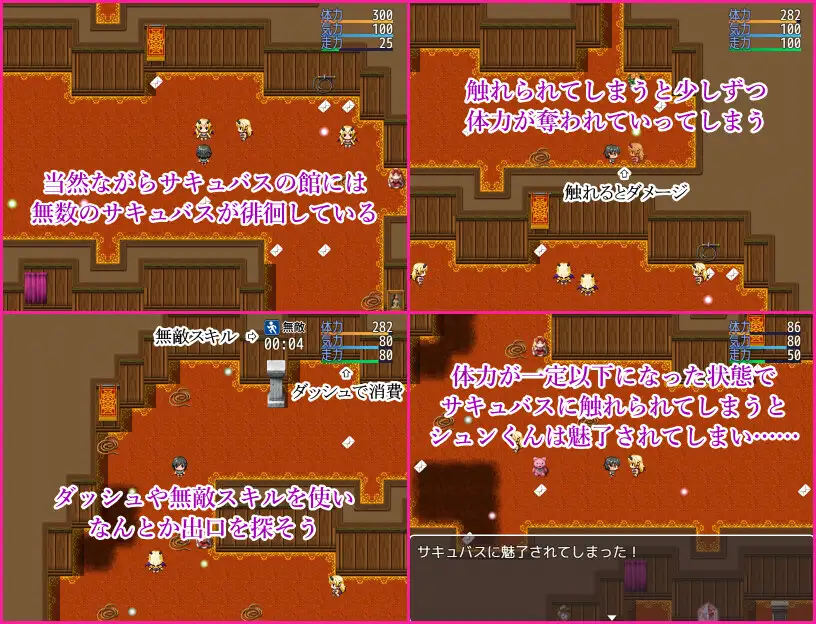 体力 300
気力 100
走力 25
当然ながらサキュバスの館には
無数のサキュバスが徘徊している
体力 282
気力 100
走力 100
触れられてしまうと少しずつ
体力が奪われていってしまう
⇧
触れるとダメージ
無敵スキル ⇨ 無敵
00:04
体力 282
気力 80
走力 80
⇧
ダッシュで消費
ダッシュや無敵スキルを使い
なんとか出口を探そう
体力 86
気力 80
走力 50
体力が一定以下になった状態で
サキュバスに触れられてしまうと
シュンくんは魅了されてしまい……
サキュバスに魅了されてしまった！